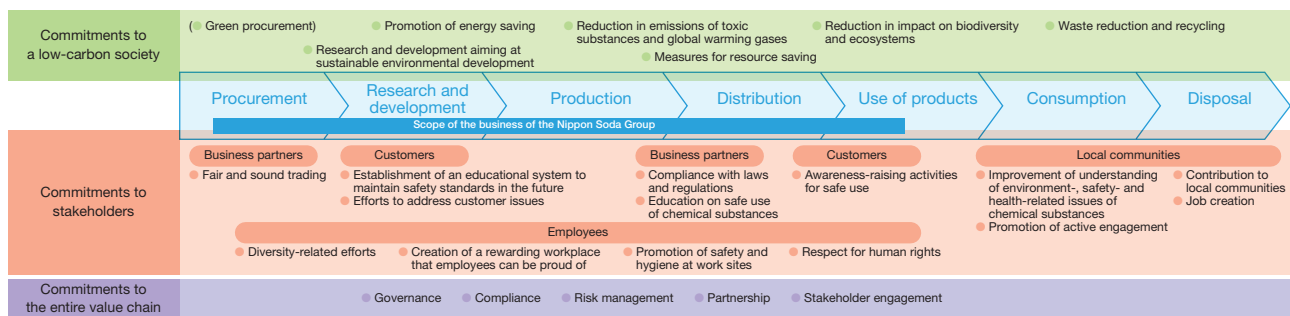 Commitments to
a low-carbon society
(● Green procurement)
● Promotion of energy saving
● Research and development aiming at
sustainable environmental development
● Reduction in emissions of toxic
substances and global warming gases
● Measures for resource saving
● Reduction in impact on biodiversity
and ecosystems
● Waste reduction and recycling
Procurement
Research and
development
Production
Distribution
Use of products
Consumption
Disposal
Scope of the business of the Nippon Soda Group
Commitments to
stakeholders
Business partners
● Fair and sound trading
Customers
● Establishment of an educational system to
maintain safety standards in the future
● Efforts to address customer issues
Business partners
● Compliance with laws
and regulations
● Education on safe use
of chemical substances
Customers
● Awareness-raising activities
for safe use
Local communities
● Improvement of understanding
of environment-, safety- and
health-related issues of
chemical substances
● Promotion of active engagement
● Contribution to
local communities
● Job creation
Employees
● Diversity-related efforts
● Creation of a rewarding workplace
that employees can be proud of
● Promotion of safety and
hygiene at work sites
● Respect for human rights
Commitments to
the entire value chain
● Governance
● Compliance
● Risk management
● Partnership
● Stakeholder engagement